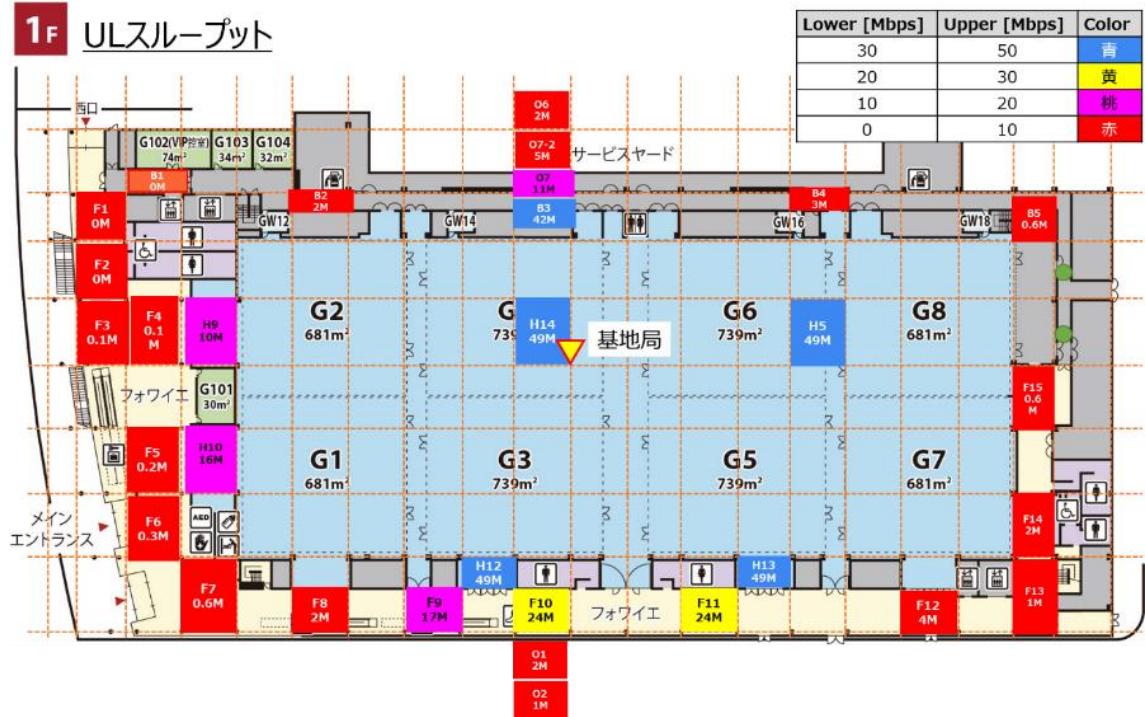 1F ULスループット
Lower [Mbps] Upper [Mbps] Color
30 50 青
20 30 黄
10 20 桃
0 10 赤
西口
O6
2M
G102(VIP控室)
74m²
G103
34m²
G104
32m²
O7-2
5M
サービスヤード
B1
0M
O7
11M
F1
0M
B2
2M
B3
42M
B4
3M
B5
0.6M
GW12
GW14
GW16
GW18
F2
0M
F3
0.1M
F4
0.1
M
H9
10M
G2
681m²
G
739
H14
49M
基地局
G6
739m²
H5
49M
G8
681m²
フォワイエ
G101
30m²
F15
0.6
M
F5
0.2M
H10
16M
G1
681m²
G3
739m²
G5
739m²
G7
681m²
メイン
エントランス
F6
0.3M
AED
F14
2M
F7
0.6M
F8
2M
F9
17M
H12
49M
F10
24M
フォワイエ
F11
24M
H13
49M
F12
4M
F13
1M
O1
2M
O2
1M